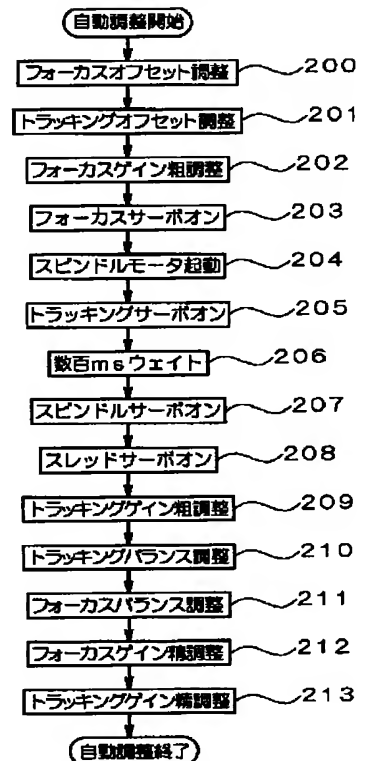 自動調整開始
フォーカスオフセット調整 200
トラッキングオフセット調整 201
フォーカスゲイン粗調整 202
フォーカスサーボオン 203
スピンドルモータ起動 204
トラッキングサーボオン 205
数百msウェイト 206
スピンドルサーボオン 207
スレッドサーボオン 208
トラッキングゲイン粗調整 209
トラッキングバランス調整 210
フォーカスバランス調整 211
フォーカスゲイン精調整 212
トラッキングゲイン精調整 213
自動調整終了